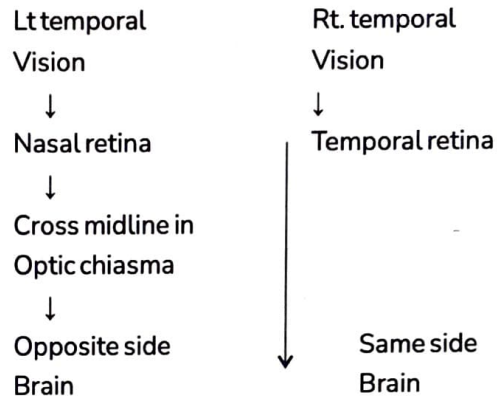 Lt temporal
Vision
↓
Nasal retina
↓
Cross midline in
Optic chiasma
↓
Opposite side
Brain
Rt. temporal
Vision
↓
Temporal retina
Same side
Brain